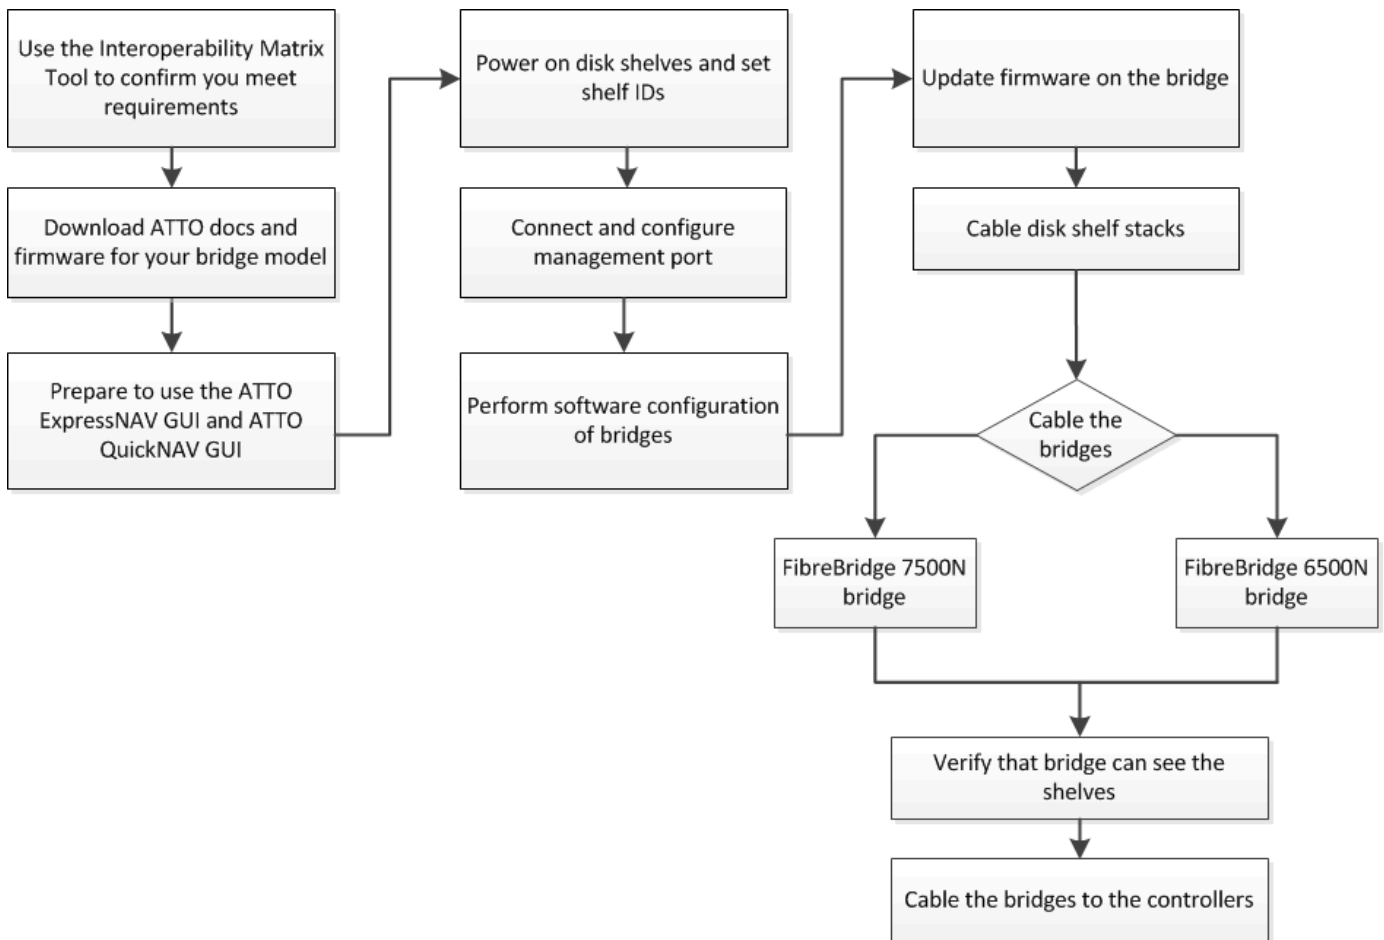 Use the Interoperability Matrix
Tool to confirm you meet
requirements
Download ATTO docs and
firmware for your bridge model
Prepare to use the ATTO
ExpressNAV GUI and ATTO
QuickNAV GUI
Power on disk shelves and set
shelf IDs
Connect and configure
management port
Perform software configuration
of bridges
Update firmware on the bridge
Cable disk shelf stacks
Cable the
bridges
FibreBridge 7500N
bridge
FibreBridge 6500N
bridge
Verify that bridge can see the
shelves
Cable the bridges to the controllers